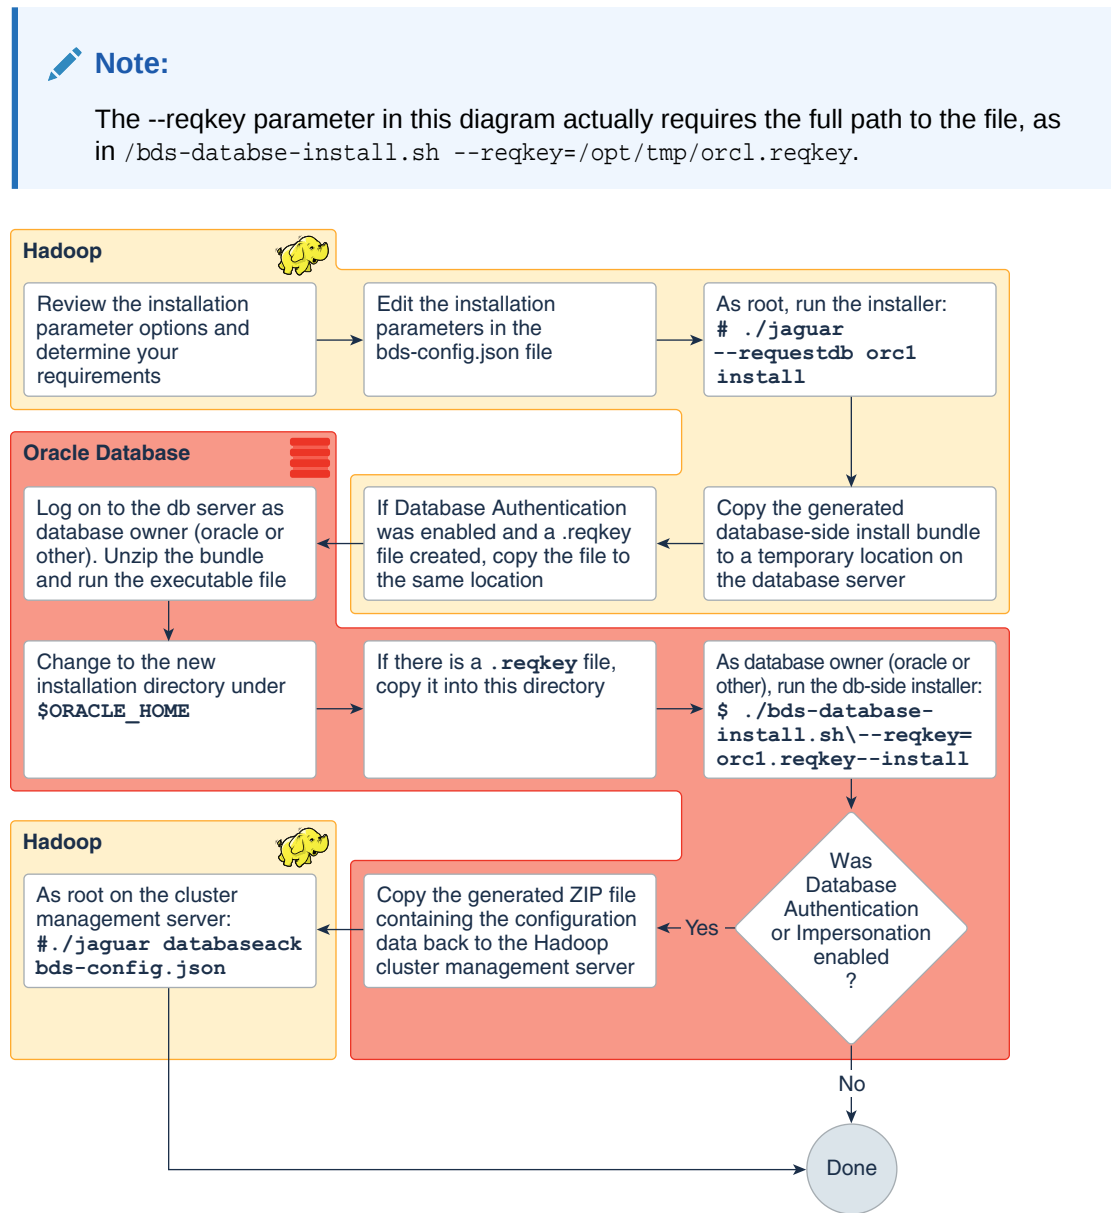 Note:
The --reqkey parameter in this diagram actually requires the full path to the file, as
in /bds-databse-install.sh --reqkey=/opt/tmp/orcl.reqkey.
Hadoop
Review the installation
parameter options and
determine your
requirements
Edit the installation
parameters in the
bds-config.json file
As root, run the installer:
# ./jaguar
--requestdb orc1
install
Copy the generated
database-side install bundle
to a temporary location on
the database server
If Database Authentication
was enabled and a .reqkey
file created, copy the file to
the same location
Oracle Database
Log on to the db server as
database owner (oracle or
other). Unzip the bundle
and run the executable file
Change to the new
installation directory under
$ORACLE_HOME
If there is a .reqkey file,
copy it into this directory
As database owner (oracle or
other), run the db-side installer:
$ ./bds-database-
install.sh\--reqkey=
orc1.reqkey--install
Was
Database
Authentication
or Impersonation
enabled
?
Yes
Copy the generated ZIP file
containing the configuration
data back to the Hadoop
cluster management server
Hadoop
As root on the cluster
management server:
#./jaguar databaseack
bds-config.json
No
Done